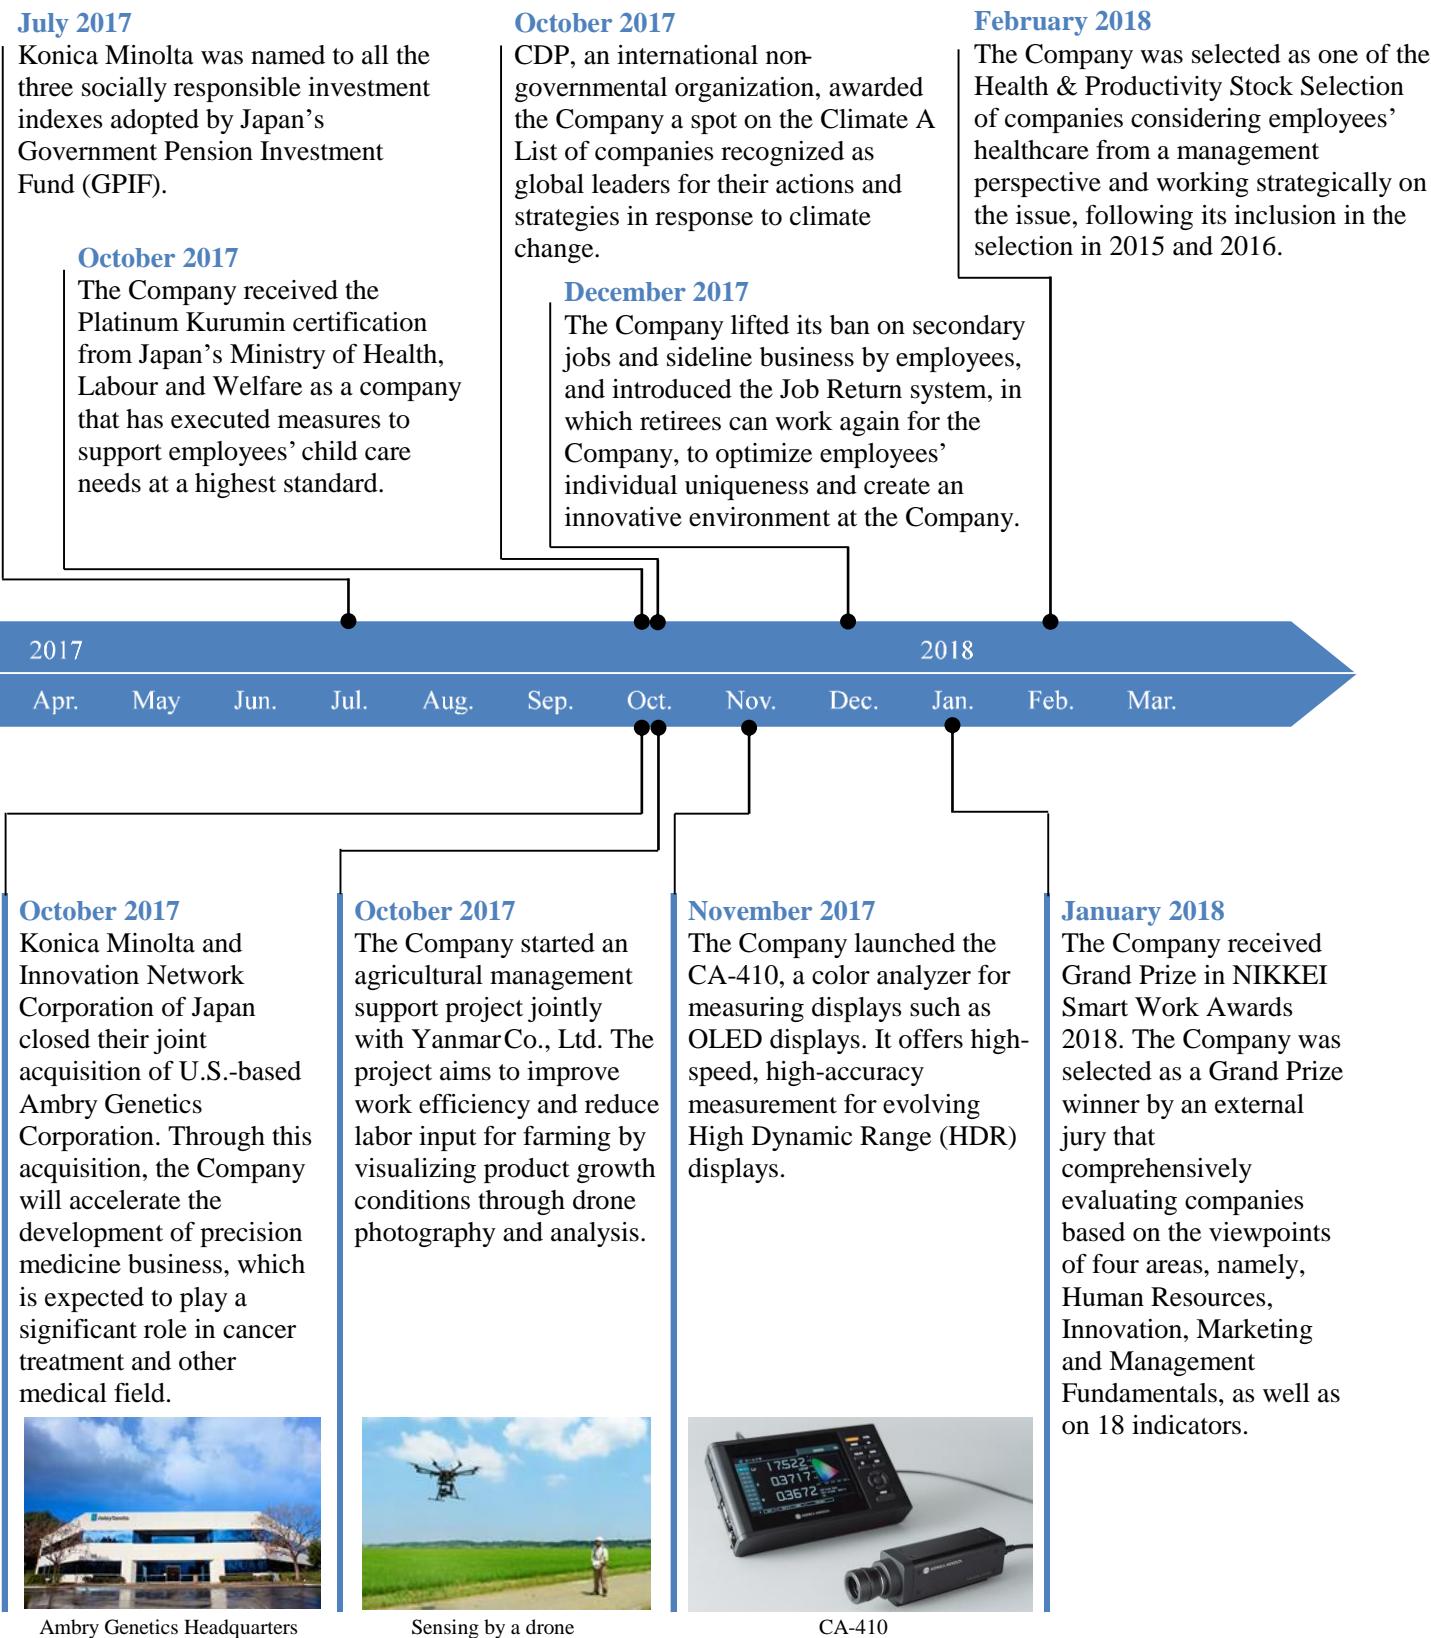 July 2017
Konica Minolta was named to all the
three socially responsible investment
indexes adopted by Japan’s
Government Pension Investment
Fund (GPIF).
October 2017
The Company received the
Platinum Kurumin certification
from Japan’s Ministry of Health,
Labour and Welfare as a company
that has executed measures to
support employees’ child care
needs at a highest standard.
October 2017
CDP, an international non-
governmental organization, awarded
the Company a spot on the Climate A
List of companies recognized as
global leaders for their actions and
strategies in response to climate
change.
December 2017
The Company lifted its ban on secondary
jobs and sideline business by employees,
and introduced the Job Return system, in
which retirees can work again for the
Company, to optimize employees’
individual uniqueness and create an
innovative environment at the Company.
February 2018
The Company was selected as one of the
Health & Productivity Stock Selection
of companies considering employees’
healthcare from a management
perspective and working strategically on
the issue, following its inclusion in the
selection in 2015 and 2016.
2017 2018
Apr. May Jun. Jul. Aug. Sep. Oct. Nov. Dec. Jan. Feb. Mar.
October 2017
Konica Minolta and
Innovation Network
Corporation of Japan
closed their joint
acquisition of U.S.-based
Ambry Genetics
Corporation. Through this
acquisition, the Company
will accelerate the
development of precision
medicine business, which
is expected to play a
significant role in cancer
treatment and other
medical field.
Ambry Genetics
Ambry Genetics Headquarters
October 2017
The Company started an
agricultural management
support project jointly
with Yanmar Co., Ltd. The
project aims to improve
work efficiency and reduce
labor input for farming by
visualizing product growth
conditions through drone
photography and analysis.
Sensing by a drone
November 2017
The Company launched the
CA-410, a color analyzer for
measuring displays such as
OLED displays. It offers high-
speed, high-accuracy
measurement for evolving
High Dynamic Range (HDR)
displays.
175.22
0.3717
0.3672
KONICA MINOLTA
KONICA MINOLTA
CA-410
January 2018
The Company received
Grand Prize in NIKKEI
Smart Work Awards
2018. The Company was
selected as a Grand Prize
winner by an external
jury that
comprehensively
evaluating companies
based on the viewpoints
of four areas, namely,
Human Resources,
Innovation, Marketing
and Management
Fundamentals, as well as
on 18 indicators.